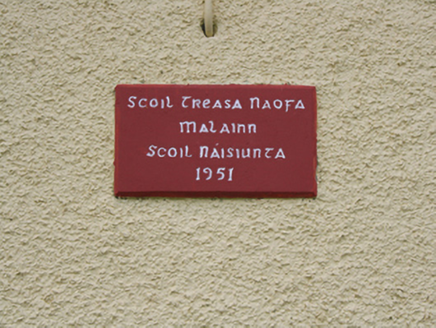 Scoil Treasa Naofa
Malainn
Scoil Náisiunta
1951